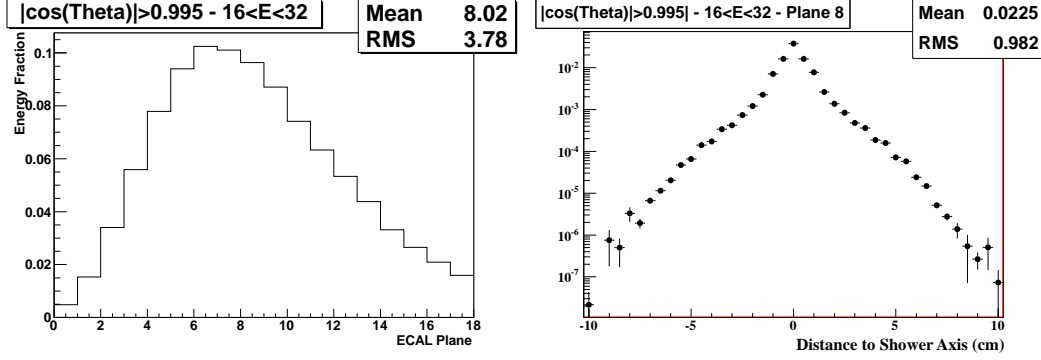 |cos(Theta)|>0.995 - 16<E<32
Mean 8.02
RMS 3.78
Energy Fraction
0.1
0.08
0.06
0.04
0.02
0
0 2 4 6 8 10 12 14 16 18
ECAL Plane
|cos(Theta)|>0.995| - 16<E<32 - Plane 8
Mean 0.0225
RMS 0.982
10-2
10-3
10-4
10-5
10-6
10-7
-10 -5 0 5 10
Distance to Shower Axis (cm)